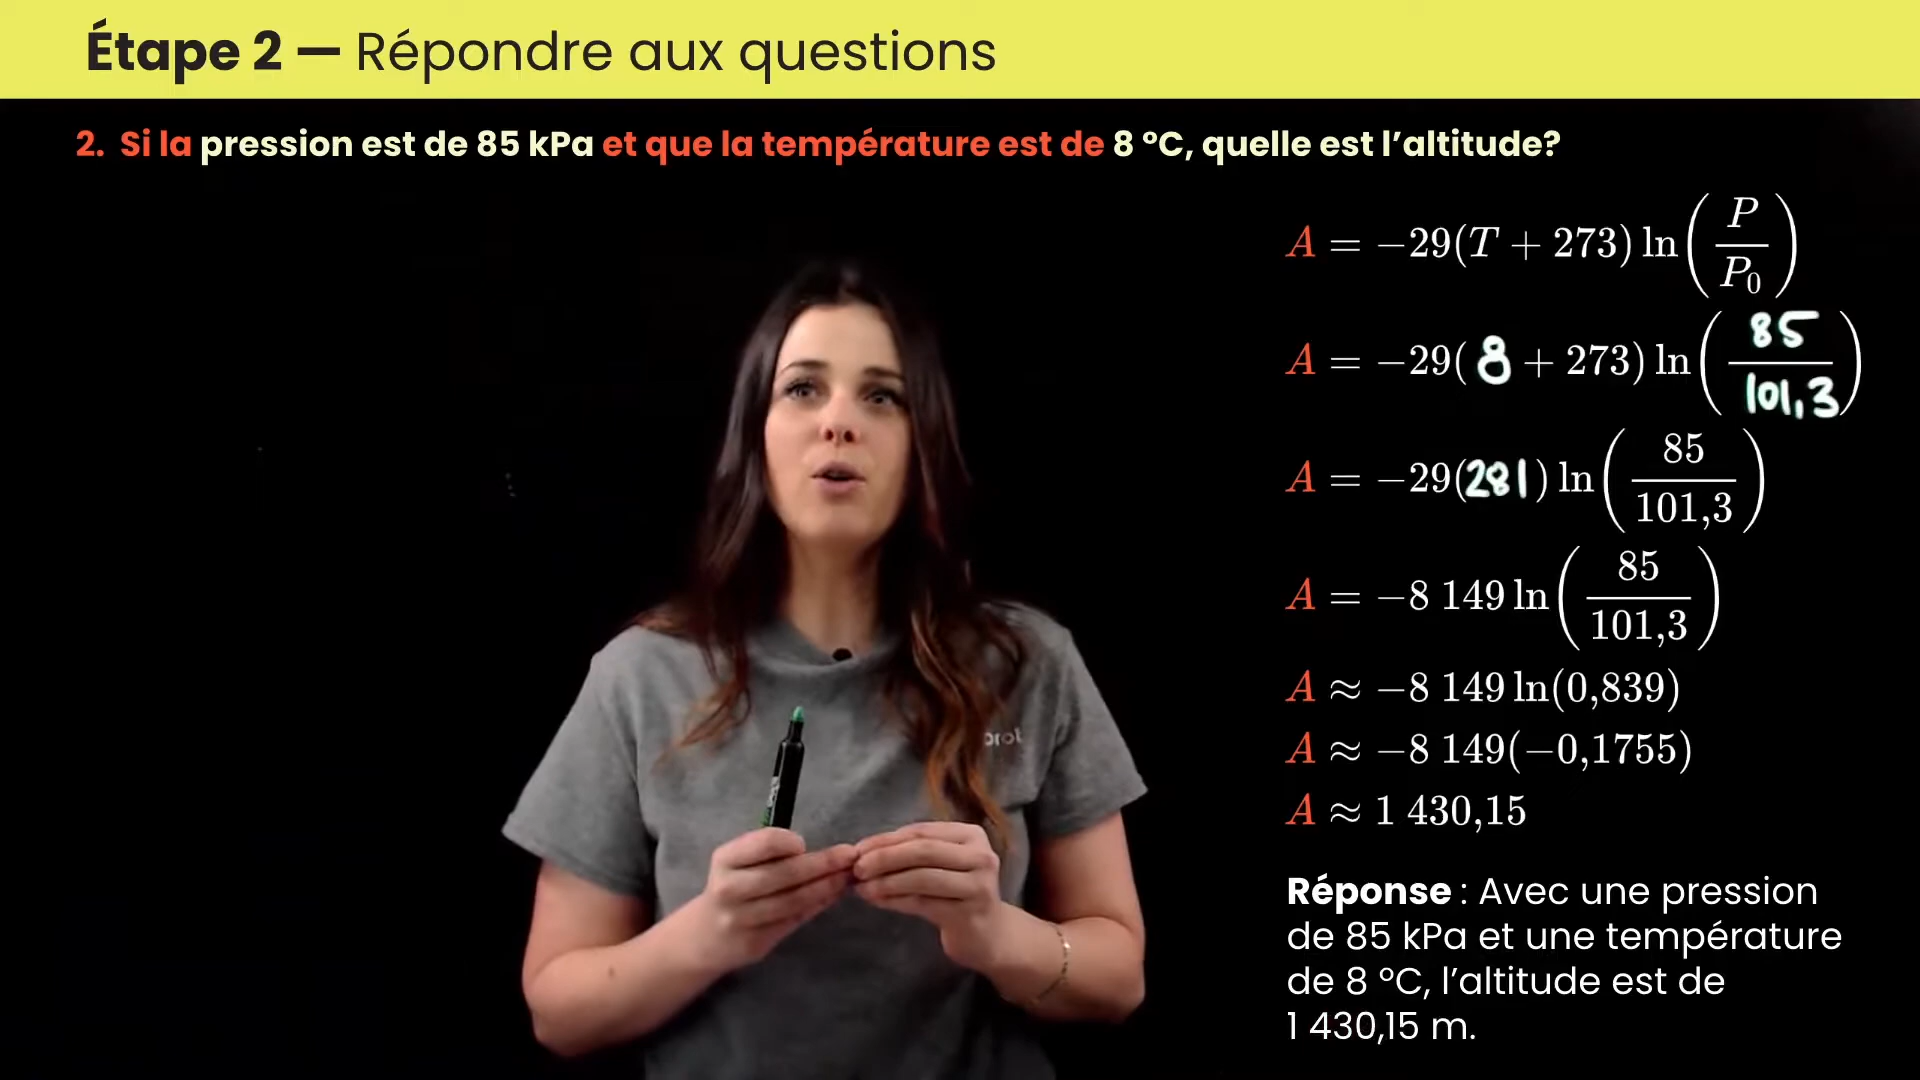 Étape 2 — Répondre aux questions
2. Si la pression est de 85 kPa et que la température est de 8 °C, quelle est l’altitude?
A = −29(T + 273) ln(P/P₀)
A = −29( 8 + 273) ln(85/101,3)
A = −29(281) ln(85/101,3)
A = −8 149 ln(85/101,3)
A ≈ −8 149 ln(0,839)
A ≈ −8 149(−0,1755)
A ≈ 1 430,15
Réponse : Avec une pression
de 85 kPa et une température
de 8 °C, l’altitude est de
1 430,15 m.